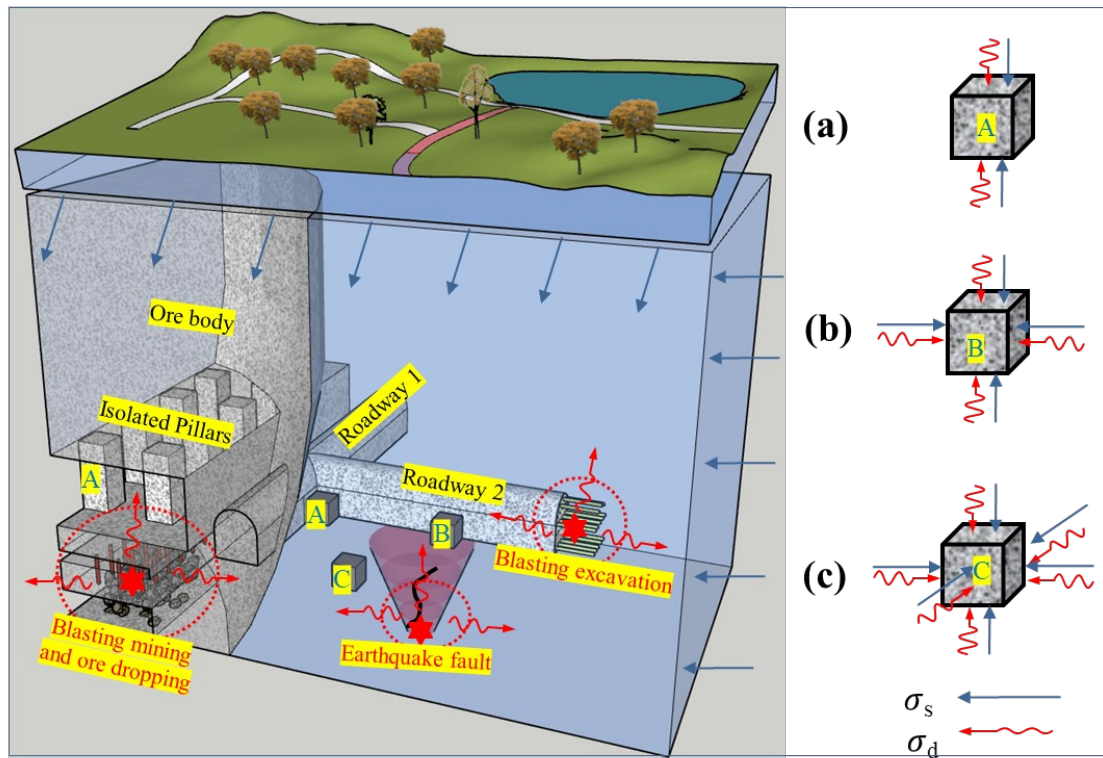 Ore body
Isolated Pillars
Roadway 1
Roadway 2
A
A
B
C
Blasting excavation
Blasting mining
and ore dropping
Earthquake fault
(a)
A
(b)
B
(c)
C
σs
σd